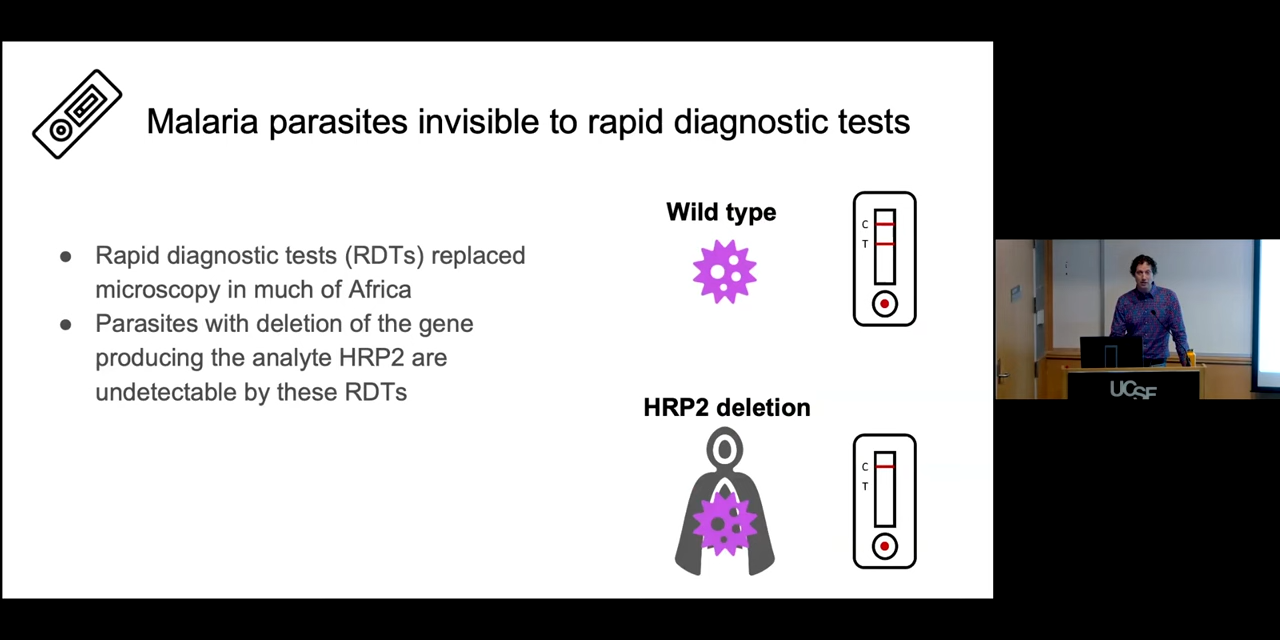 Malaria parasites invisible to rapid diagnostic tests
● Rapid diagnostic tests (RDTs) replaced
microscopy in much of Africa
● Parasites with deletion of the gene
producing the analyte HRP2 are
undetectable by these RDTs
Wild type
C
T
HRP2 deletion
C
T
UCSF